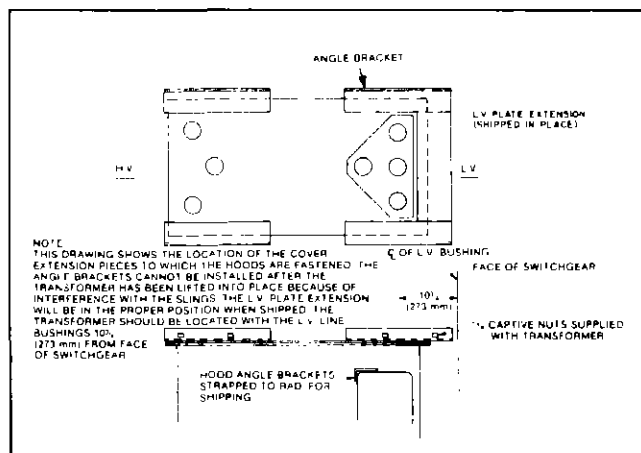 ANGLE BRACKET
L.V. PLATE EXTENSION
(SHIPPED IN PLACE)
H.V.
L.V.
NOTE
THIS DRAWING SHOWS THE LOCATION OF THE COVER
EXTENSION PIECES TO WHICH THE HOODS ARE FASTENED. THE
ANGLE BRACKETS CANNOT BE INSTALLED AFTER THE
TRANSFORMER HAS BEEN LIFTED INTO PLACE BECAUSE OF
INTERFERENCE WITH THE SLINGS. THE L.V. PLATE EXTENSION
WILL BE IN THE PROPER POSITION WHEN SHIPPED. THE
TRANSFORMER SHOULD BE LOCATED WITH THE L.V. LINE
BUSHINGS 10¾
(273 mm) FROM FACE
OF SWITCHGEAR
℄ OF L.V. BUSHING
FACE OF SWITCHGEAR
10¾
(273 mm)
CAPTIVE NUTS SUPPLIED
WITH TRANSFORMER
HOOD ANGLE BRACKETS
STRAPPED TO RAD. FOR
SHIPPING